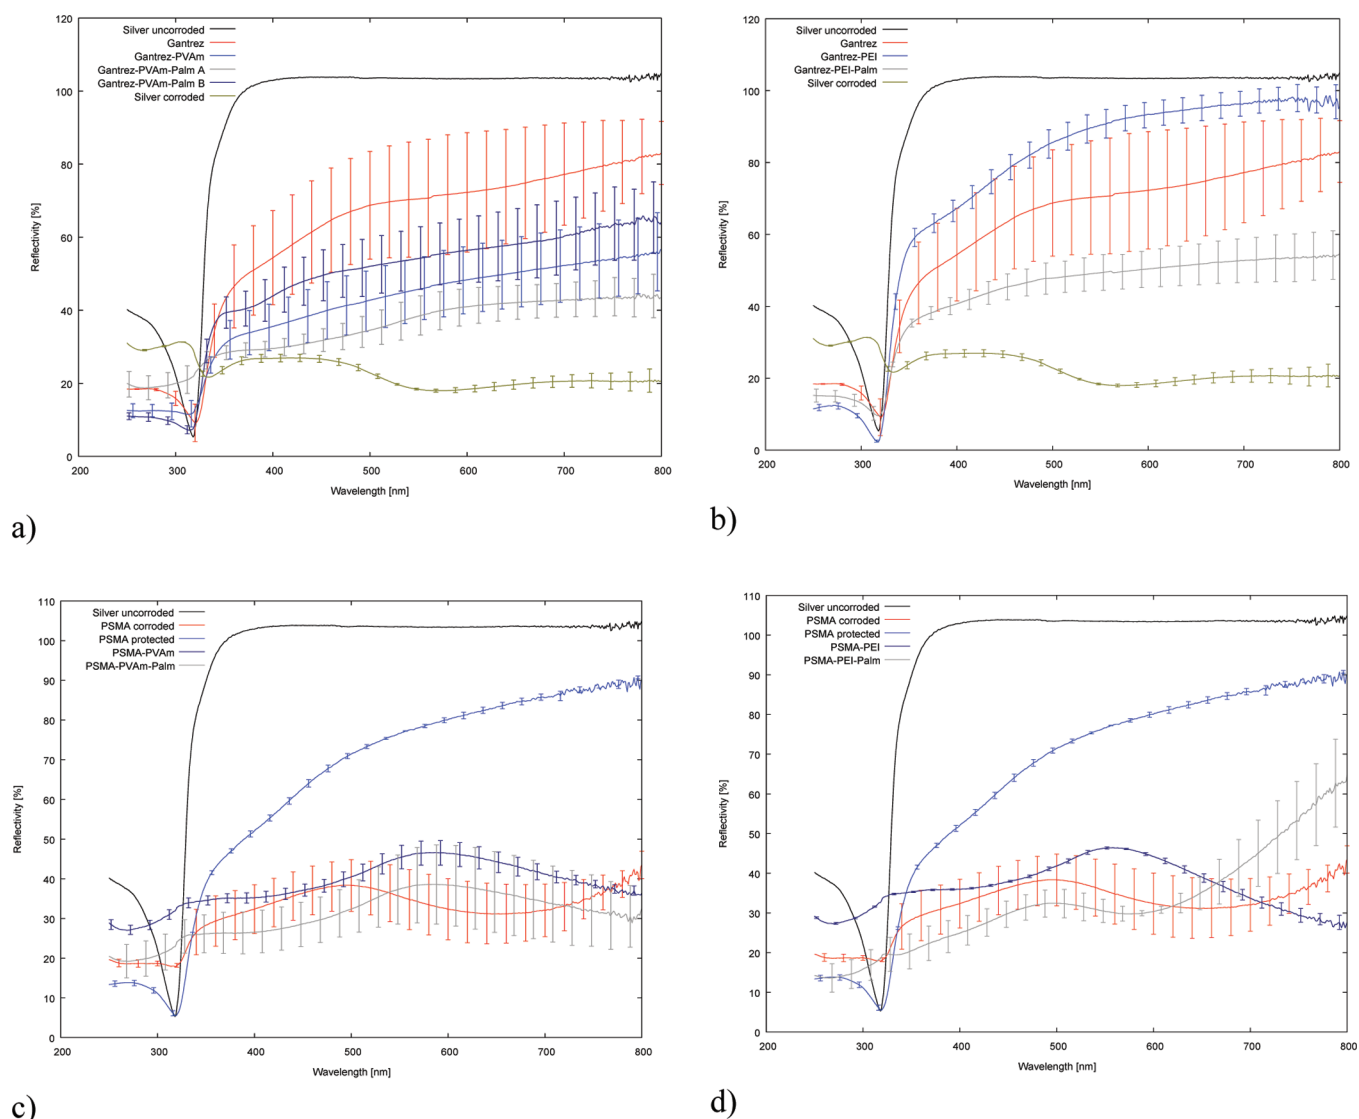 120
100
80
60
40
20
0
200
300
400
500
600
700
800
Reflectivity [%]
Wavelength [nm]
Silver uncorroded
Gantrez
Gantrez-PVAm
Gantrez-PVAm-Palm A
Gantrez-PVAm-Palm B
Silver corroded
a)
120
100
80
60
40
20
0
200
300
400
500
600
700
800
Reflectivity [%]
Wavelength [nm]
Silver uncorroded
Gantrez
Gantrez-PEI
Gantrez-PEI-Palm
Silver corroded
b)
110
100
90
80
70
60
50
40
30
20
10
0
200
300
400
500
600
700
800
Reflectivity [%]
Wavelength [nm]
Silver uncorroded
PSMA corroded
PSMA protected
PSMA-PVAm
PSMA-PVAm-Palm
c)
110
100
90
80
70
60
50
40
30
20
10
0
200
300
400
500
600
700
800
Reflectivity [%]
Wavelength [nm]
Silver uncorroded
PSMA corroded
PSMA protected
PSMA-PEI
PSMA-PEI-Palm
d)